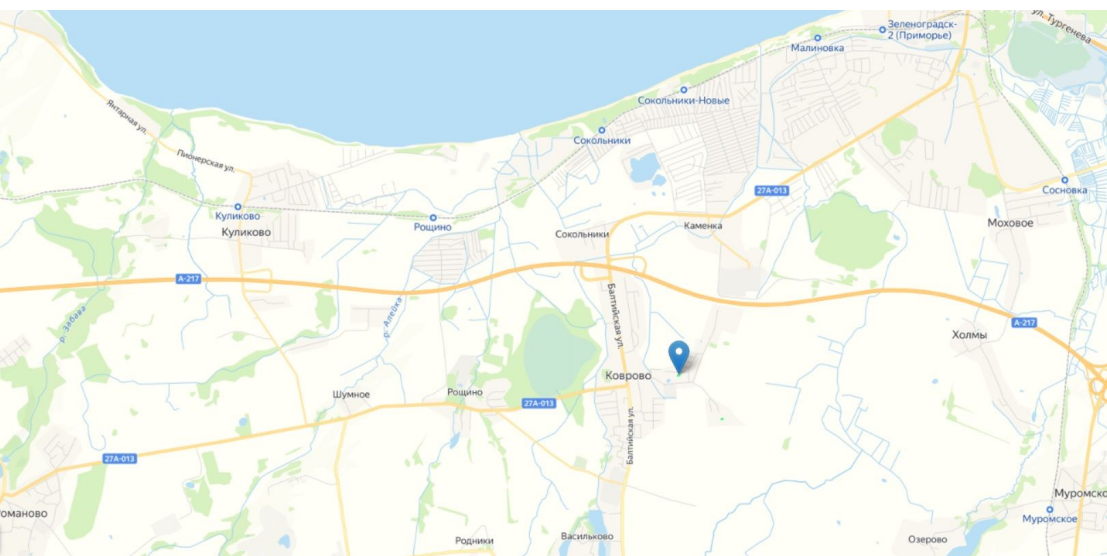 ул. Тургенева
Зеленоградск-
2 (Приморье)
Малиновка
Сокольники-Новые
Янтарная ул.
Сокольники
Пионерская ул.
27А-013
Сосновка
Куликово
Рощино
Каменка
Моховое
Куликово
Сокольники
А-217
Балтийская ул.
р. Забава
р. Алейка
А-217
Холмы
Коврово
Шумное
Рощино
27А-013
Балтийская ул.
27А-013
Муромское
Родники
Васильково
Озерово